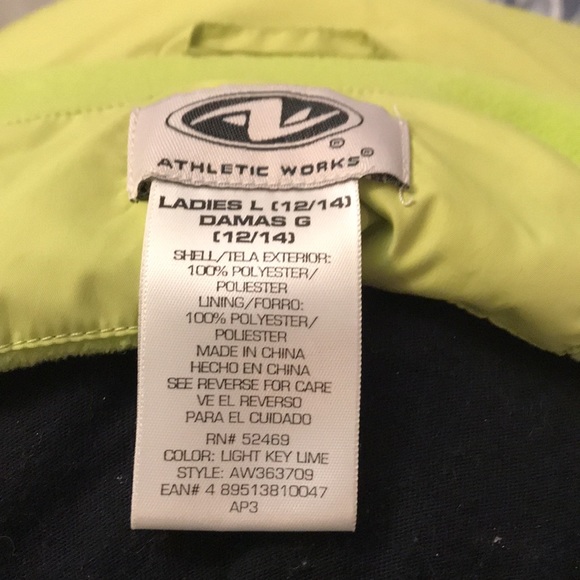 ATHLETIC WORKS®
LADIES L (12/14)
DAMAS G
(12/14)
SHELL/TELA EXTERIOR:
100% POLYESTER/
POLIESTER
LINING/FORRO:
100% POLYESTER/
POLIESTER
MADE IN CHINA
HECHO EN CHINA
SEE REVERSE FOR CARE
VE EL REVERSO
PARA EL CUIDADO
RN# 52469
COLOR: LIGHT KEY LIME
STYLE: AW363709
EAN# 4 89513810047
AP3